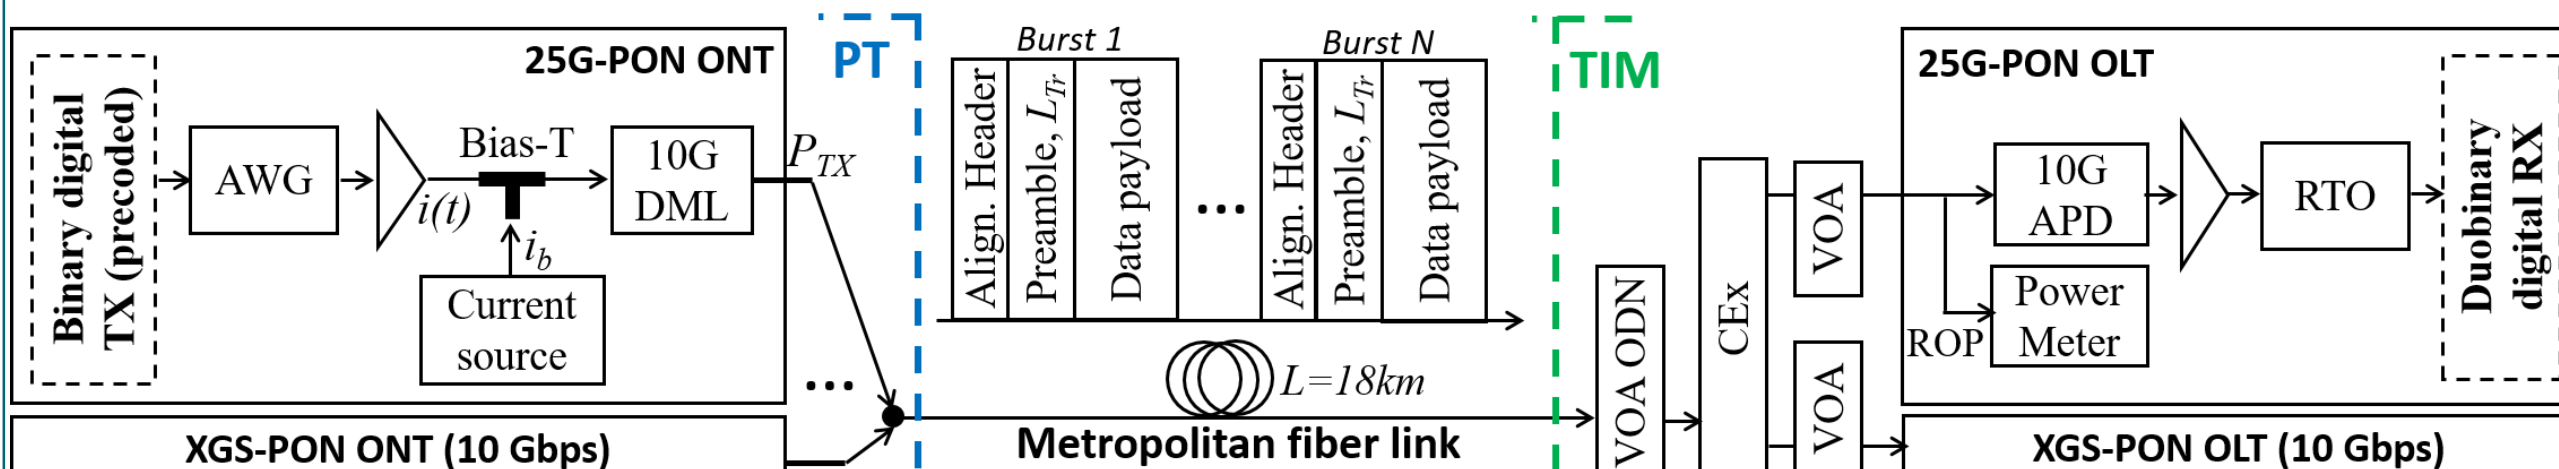 25G-PON ONT
Binary digital
TX (precoded)
AWG
i(t)
Bias-T
i_b
Current
source
10G
DML
P_TX
...
XGS-PON ONT (10 Gbps)
PT
Burst 1
Align. Header
Preamble, L_Tr
Data payload
...
Burst N
Align. Header
Preamble, L_Tr
Data payload
L=18km
Metropolitan fiber link
TIM
VOA ODN
CEx
VOA
VOA
25G-PON OLT
10G
APD
ROP
Power
Meter
RTO
Duobinary
digital RX
XGS-PON OLT (10 Gbps)